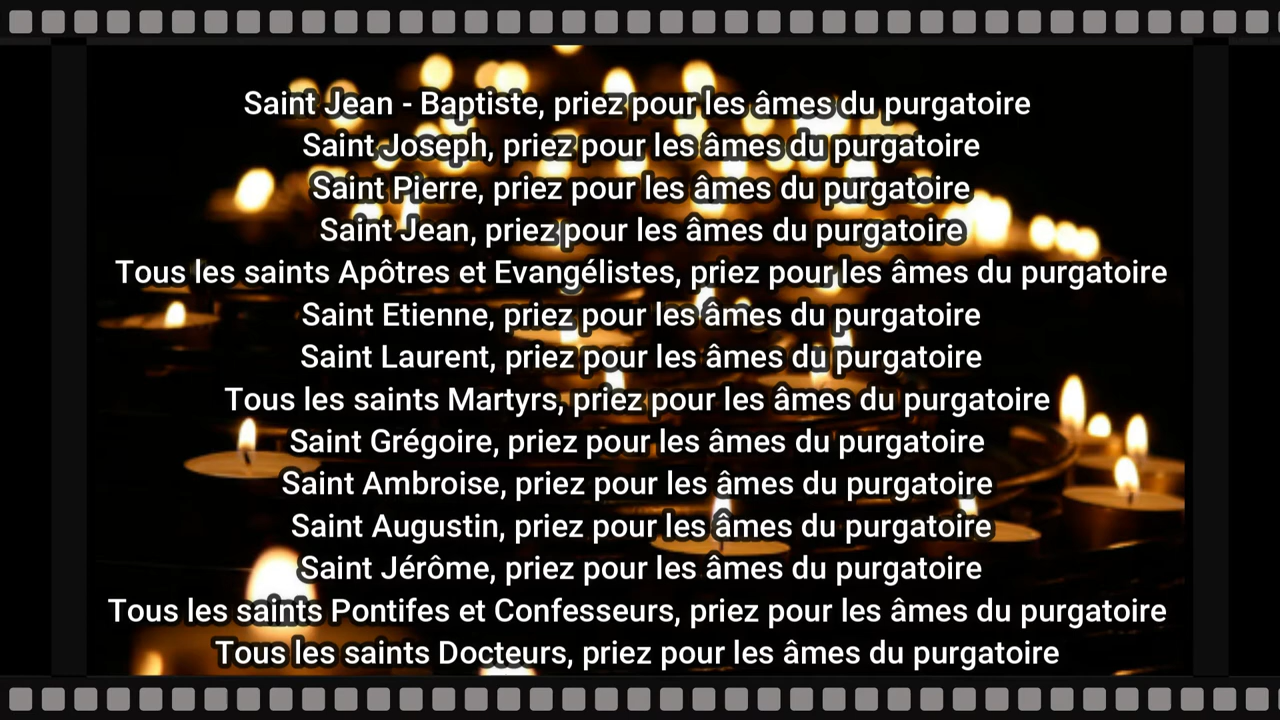 Saint Jean - Baptiste, priez pour les âmes du purgatoire
Saint Joseph, priez pour les âmes du purgatoire
Saint Pierre, priez pour les âmes du purgatoire
Saint Jean, priez pour les âmes du purgatoire
Tous les saints Apôtres et Evangélistes, priez pour les âmes du purgatoire
Saint Etienne, priez pour les âmes du purgatoire
Saint Laurent, priez pour les âmes du purgatoire
Tous les saints Martyrs, priez pour les âmes du purgatoire
Saint Grégoire, priez pour les âmes du purgatoire
Saint Ambroise, priez pour les âmes du purgatoire
Saint Augustin, priez pour les âmes du purgatoire
Saint Jérôme, priez pour les âmes du purgatoire
Tous les saints Pontifes et Confesseurs, priez pour les âmes du purgatoire
Tous les saints Docteurs, priez pour les âmes du purgatoire